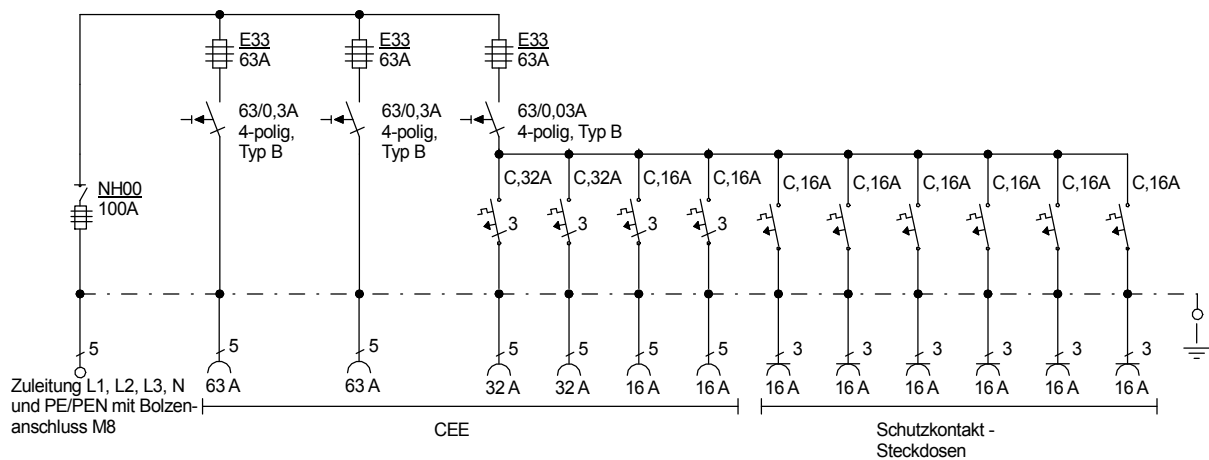 E33
63A
E33
63A
E33
63A
63/0,3A
4-polig,
Typ B
63/0,3A
4-polig,
Typ B
63/0,03A
4-polig, Typ B
NH00
100A
C,32A
C,32A
C,16A
C,16A
C,16A
C,16A
C,16A
C,16A
C,16A
C,16A
3
3
3
3
5
5
5
5
5
5
5
3
3
3
3
3
3
63 A
63 A
32 A
32 A
16 A
16 A
16 A
16 A
16 A
16 A
16 A
16 A
Zuleitung L1, L2, L3, N
und PE/PEN mit Bolzen-
anschluss M8
CEE
Schutzkontakt -
Steckdosen